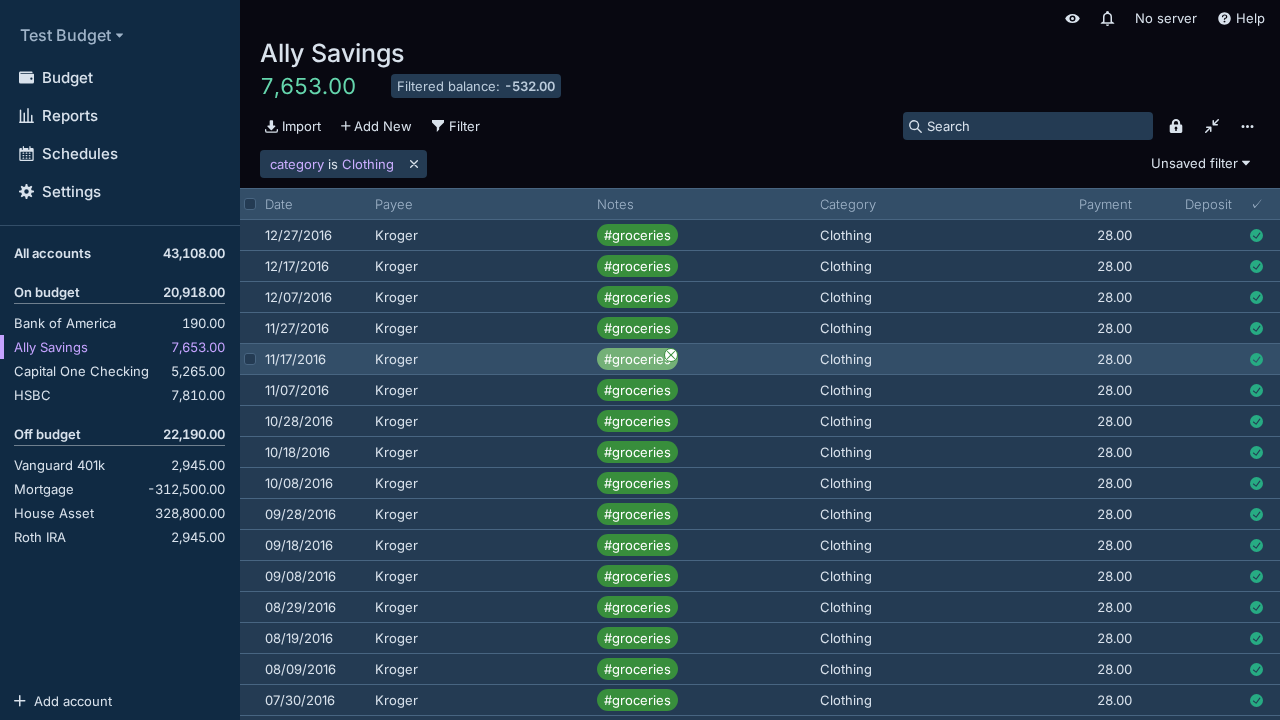 Test Budget
Budget
Reports
Schedules
Settings
All accounts 43,108.00
On budget 20,918.00
Bank of America 190.00
Ally Savings 7,653.00
Capital One Checking 5,265.00
HSBC 7,810.00
Off budget 22,190.00
Vanguard 401k 2,945.00
Mortgage -312,500.00
House Asset 328,800.00
Roth IRA 2,945.00
Add account
No server Help
Ally Savings
7,653.00 Filtered balance: -532.00
Import Add New Filter Search
category is Clothing Unsaved filter
Date Payee Notes Category Payment Deposit ✓
12/27/2016 Kroger #groceries Clothing 28.00
12/17/2016 Kroger #groceries Clothing 28.00
12/07/2016 Kroger #groceries Clothing 28.00
11/27/2016 Kroger #groceries Clothing 28.00
11/17/2016 Kroger #groceries Clothing 28.00
11/07/2016 Kroger #groceries Clothing 28.00
10/28/2016 Kroger #groceries Clothing 28.00
10/18/2016 Kroger #groceries Clothing 28.00
10/08/2016 Kroger #groceries Clothing 28.00
09/28/2016 Kroger #groceries Clothing 28.00
09/18/2016 Kroger #groceries Clothing 28.00
09/08/2016 Kroger #groceries Clothing 28.00
08/29/2016 Kroger #groceries Clothing 28.00
08/19/2016 Kroger #groceries Clothing 28.00
08/09/2016 Kroger #groceries Clothing 28.00
07/30/2016 Kroger #groceries Clothing 28.00